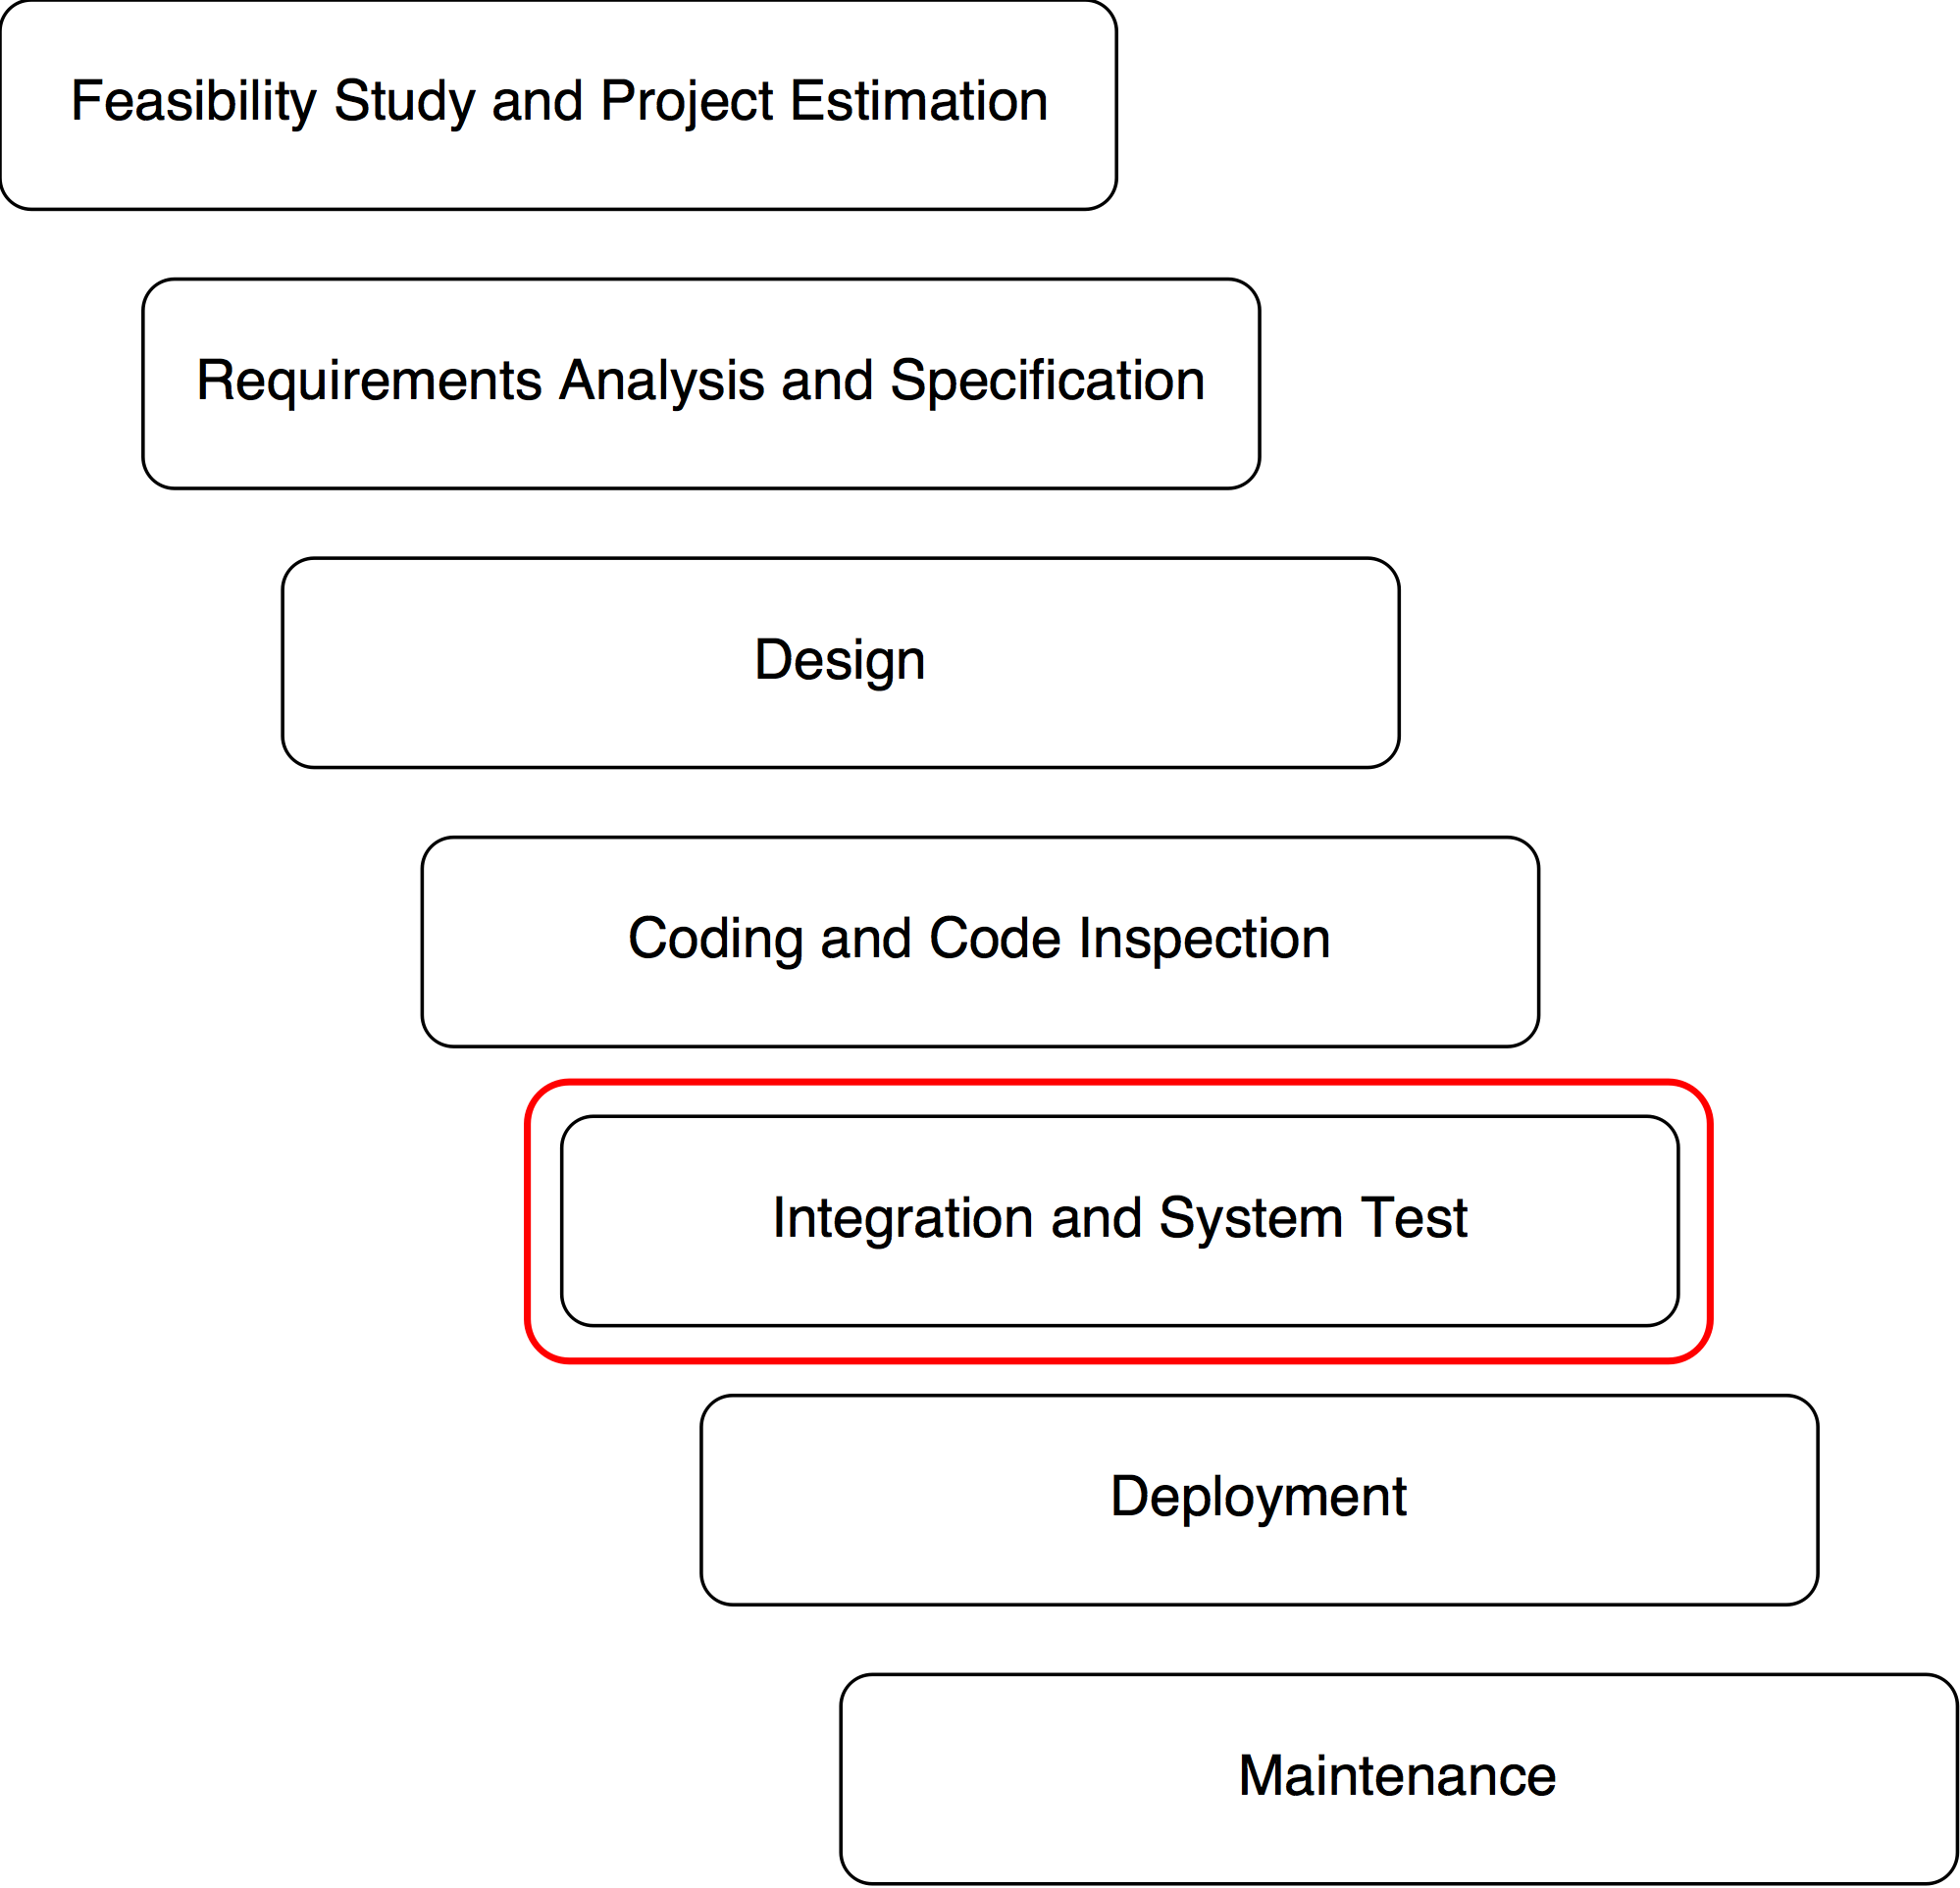 Feasibility Study and Project Estimation
Requirements Analysis and Specification
Design
Coding and Code Inspection
Integration and System Test
Deployment
Maintenance